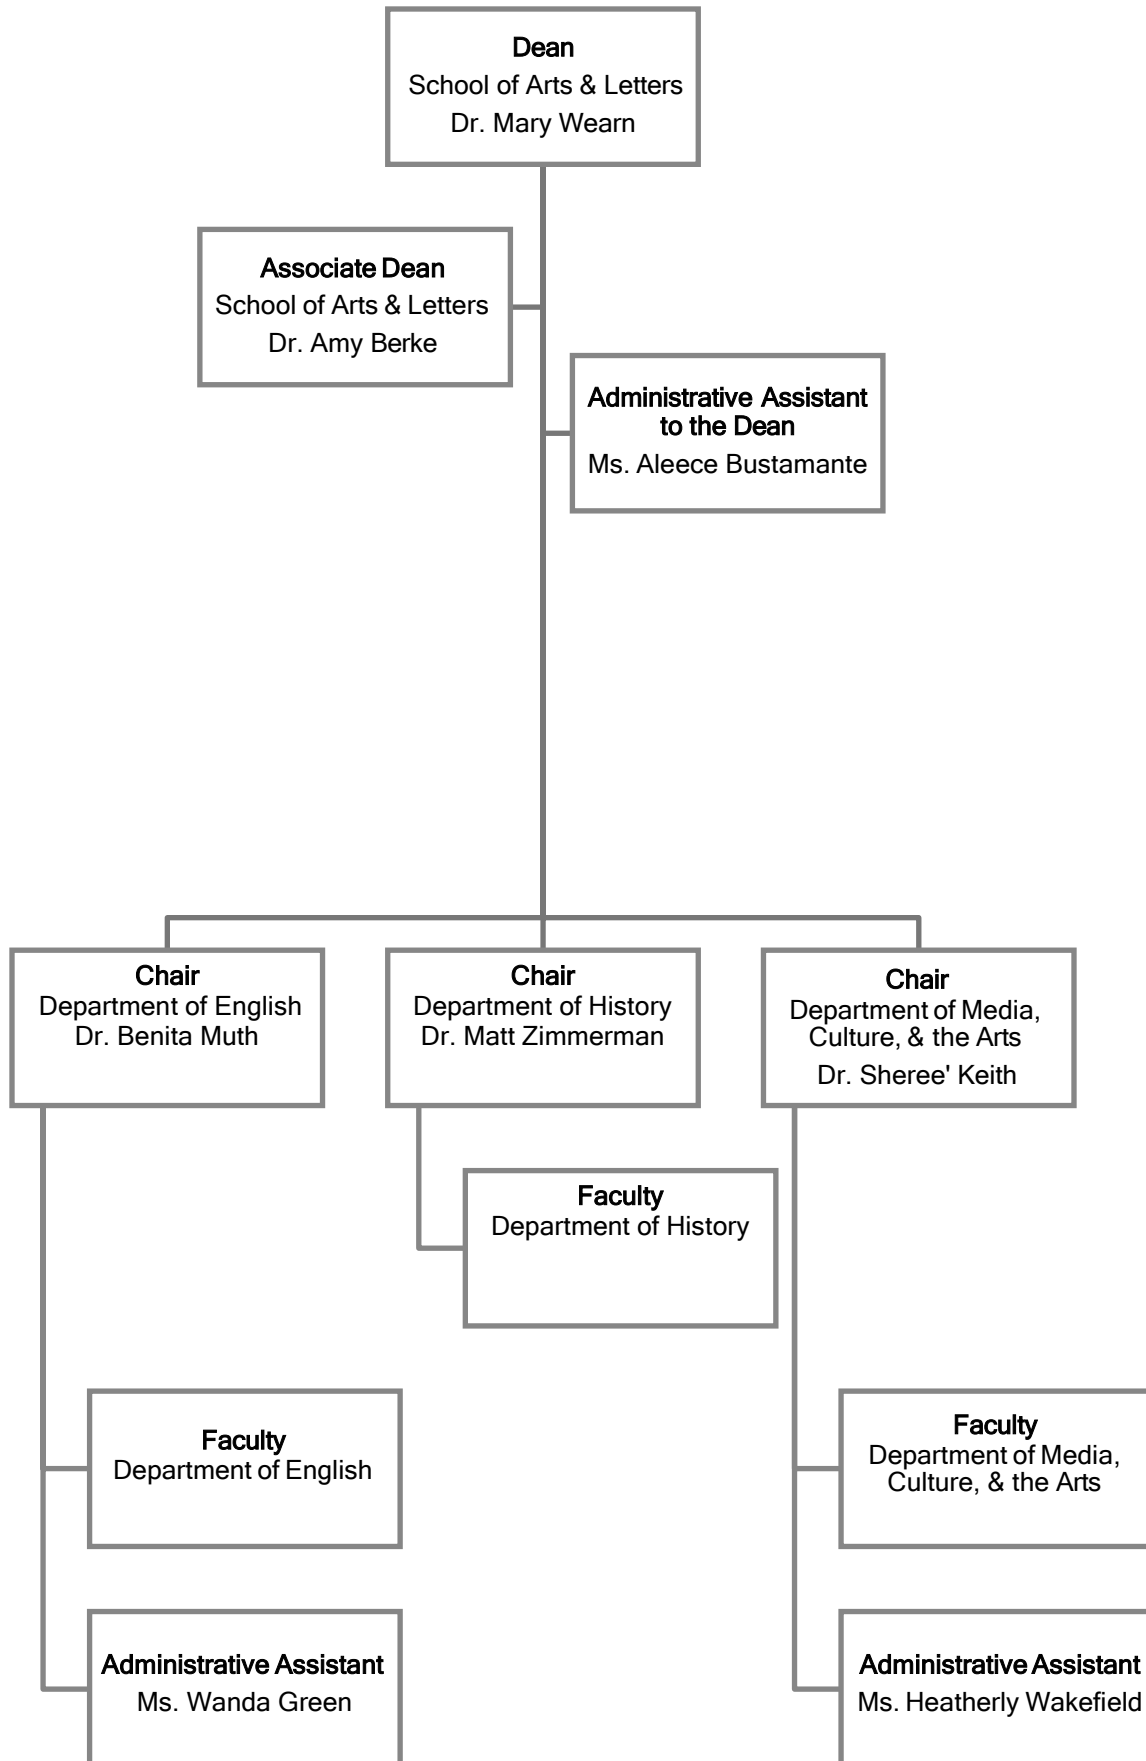 Dean
School of Arts & Letters
Dr. Mary Wearn
Associate Dean
School of Arts & Letters
Dr. Amy Berke
Administrative Assistant
to the Dean
Ms. Aleece Bustamante
Chair
Department of English
Dr. Benita Muth
Chair
Department of History
Dr. Matt Zimmerman
Chair
Department of Media,
Culture, & the Arts
Dr. Sheree' Keith
Faculty
Department of History
Faculty
Department of English
Faculty
Department of Media,
Culture, & the Arts
Administrative Assistant
Ms. Wanda Green
Administrative Assistant
Ms. Heatherly Wakefield